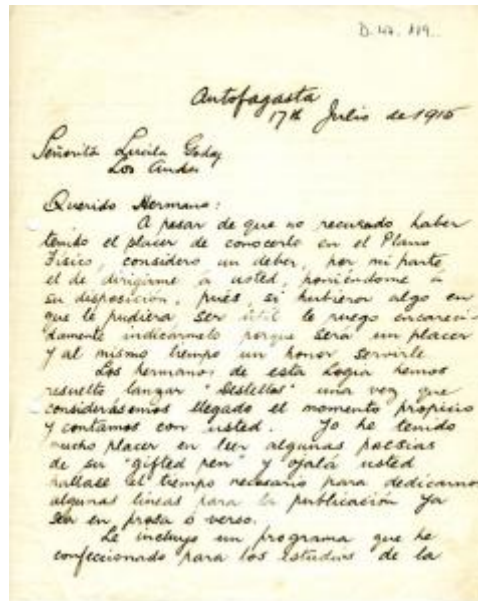 D. 44. 119.
Antofagasta
17th Julio de 1915
Señorita Lucila Godoy
Los Andes
Querido Hermano:
A pesar de que no recuerdo haber
tenido el placer de conocerle en el Plano
Físico, considero un deber, por mi parte
el de dirigirme á usted, poniéndome á
su disposición, pues, si hubiera algo en
que le pudiera ser útil le ruego encareci-
damente indicármelo porque será un placer
y al mismo tiempo un honor servirle.
Los hermanos de esta Logia hemos
resuelto lanzar "Destellos" una vez que
considerásemos llegado el momento propicio
y contamos con usted. Yo he tenido
mucho placer en leer algunas poesías
de su "gifted pen" y ojalá usted
hallase el tiempo necesario para dedicarnos
algunas líneas para la publicación ya
sea en prosa ó verso.
Le incluyo un programa que he
confeccionado para los estudios de la